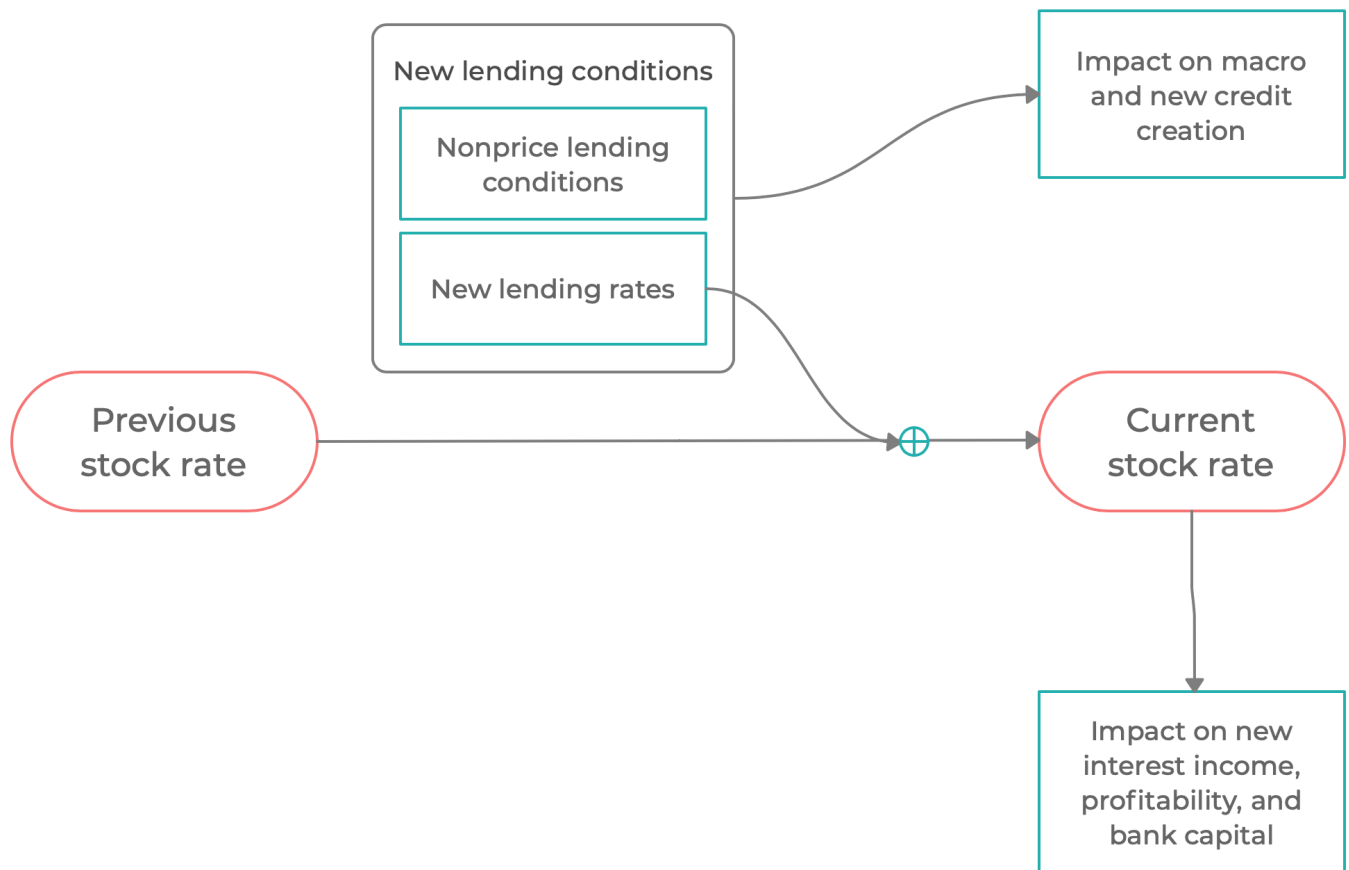 New lending conditions
Nonprice lending
conditions
New lending rates
Impact on macro
and new credit
creation
Previous
stock rate
Current
stock rate
Impact on new
interest income,
profitability, and
bank capital